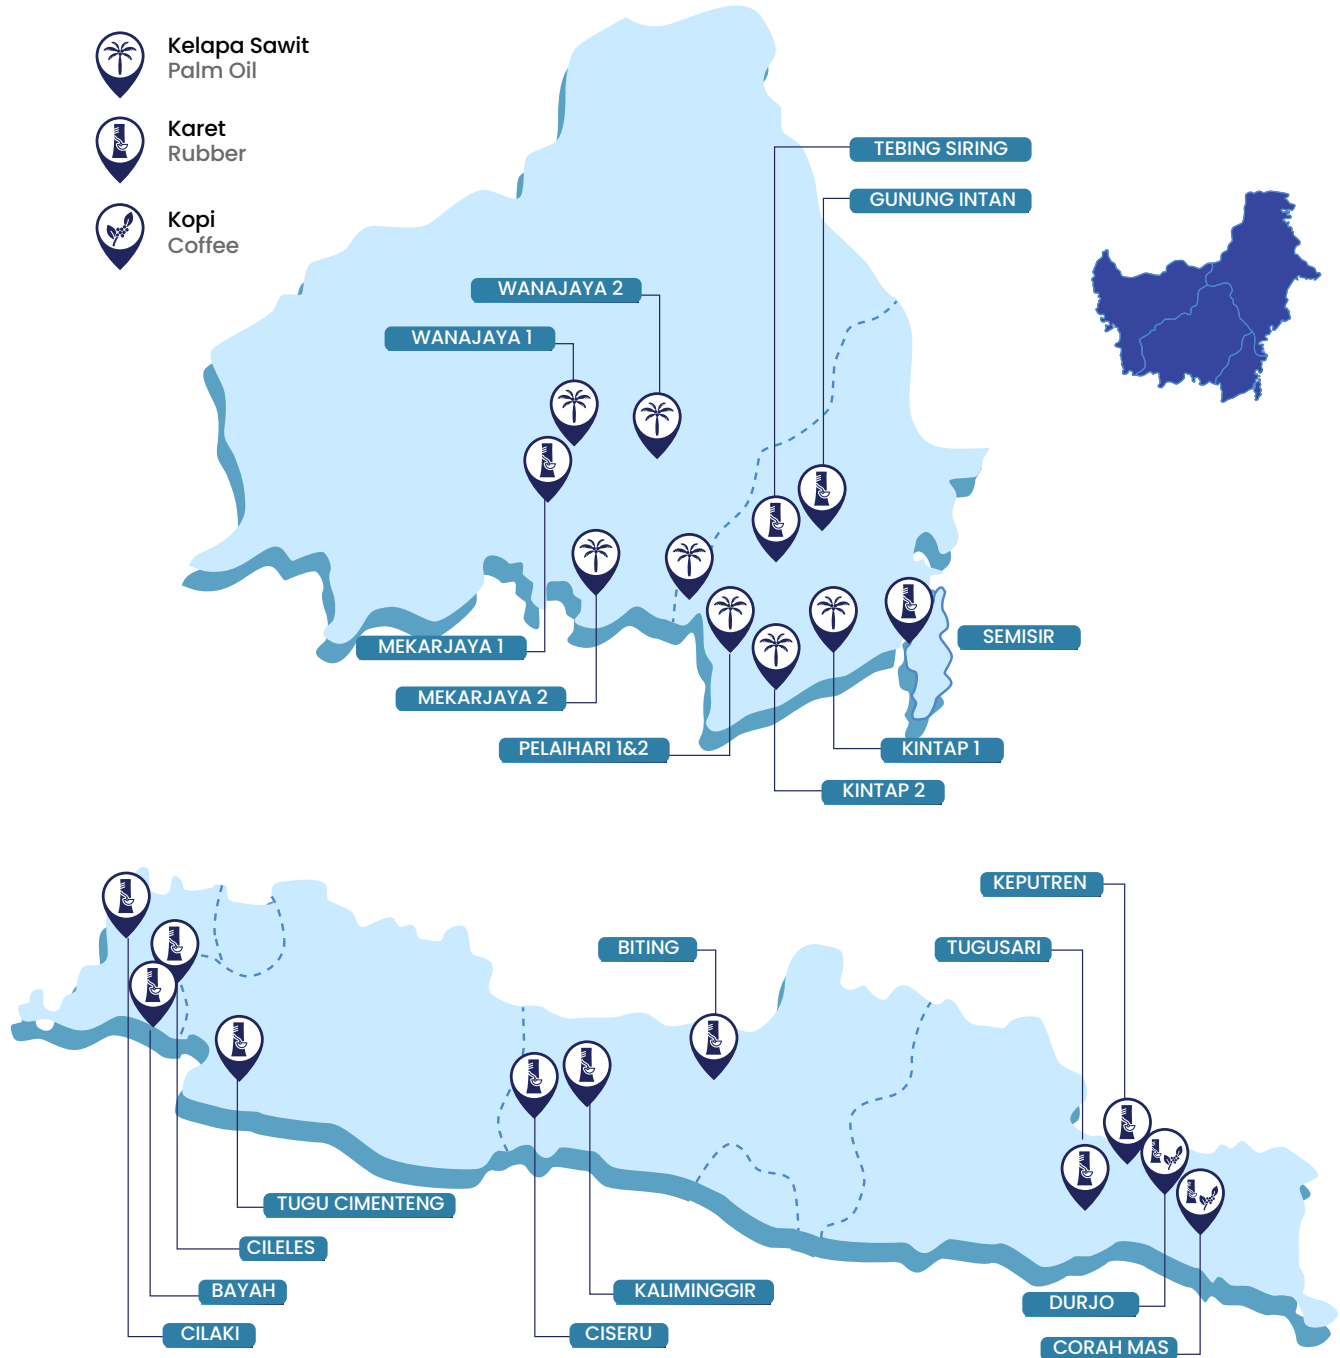 Kelapa Sawit
Palm Oil
Karet
Rubber
Kopi
Coffee
TEBING SIRING
GUNUNG INTAN
WANAJAYA 2
WANAJAYA 1
SEMISIR
MEKARJAYA 1
MEKARJAYA 2
PELAIHARI 1&2
KINTAP 1
KINTAP 2
KEPUTREN
BITING
TUGUSARI
TUGU CIMENTENG
CILELES
BAYAH
KALIMINGGIR
DURJO
CILAKI
CISERU
CORAH MAS